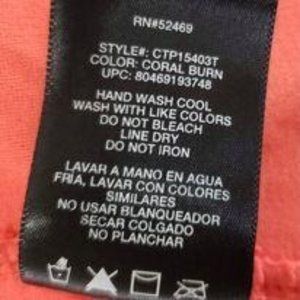 RN#52469
STYLE#: CTP15403T
COLOR: CORAL BURN
UPC: 80469193748
HAND WASH COOL
WASH WITH LIKE COLORS
DO NOT BLEACH
LINE DRY
DO NOT IRON
LAVAR A MANO EN AGUA
FRIA, LAVAR CON COLORES
SIMILARES
NO USAR BLANQUEADOR
SECAR COLGADO
NO PLANCHAR